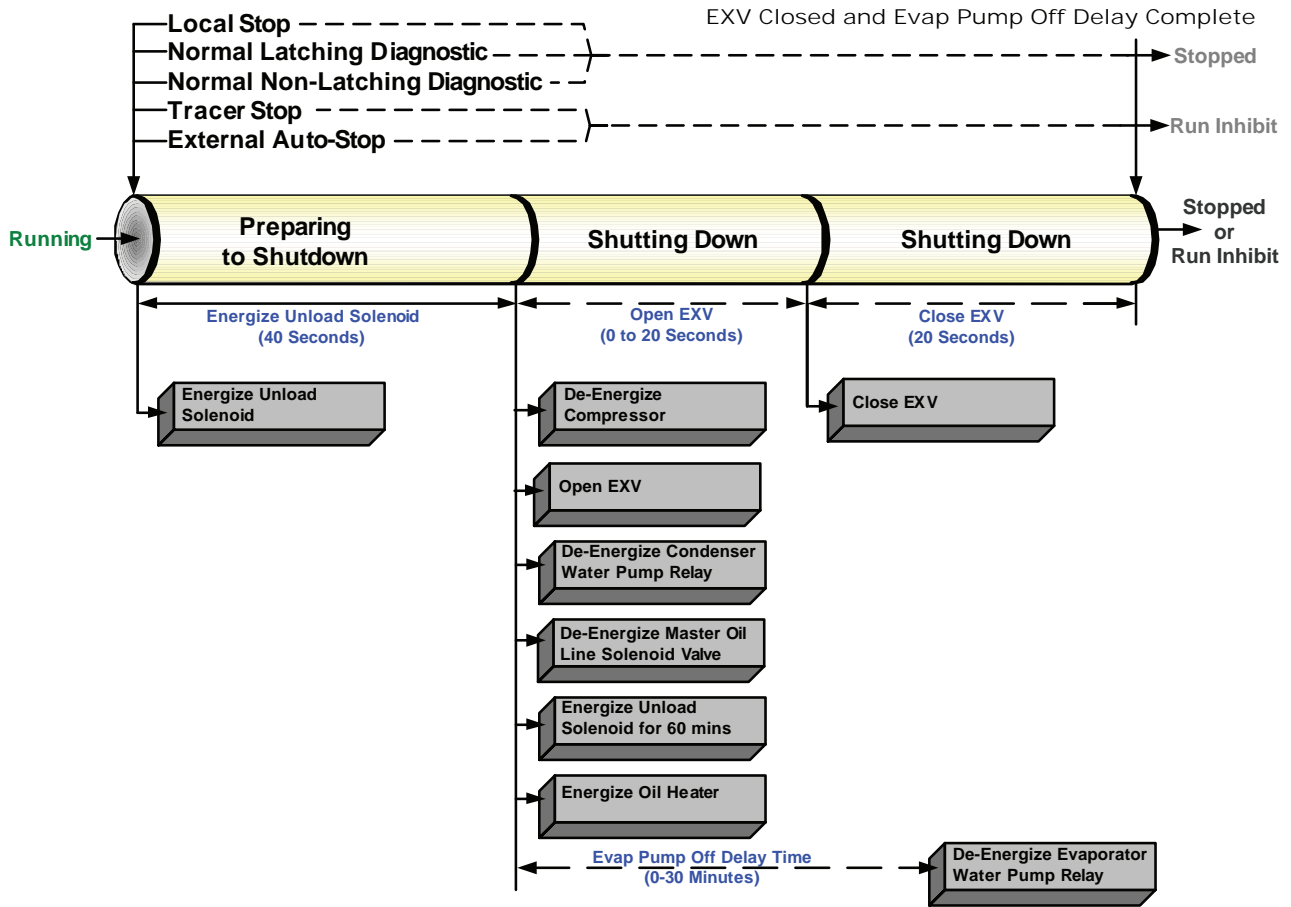 Local Stop
Normal Latching Diagnostic
Normal Non-Latching Diagnostic
Tracer Stop
External Auto-Stop
EXV Closed and Evap Pump Off Delay Complete
Stopped
Run Inhibit
Running
Preparing
to Shutdown
Shutting Down
Shutting Down
Stopped
or
Run Inhibit
Energize Unload Solenoid
(40 Seconds)
Open EXV
(0 to 20 Seconds)
Close EXV
(20 Seconds)
Energize Unload
Solenoid
De-Energize
Compressor
Close EXV
Open EXV
De-Energize Condenser
Water Pump Relay
De-Energize Master Oil
Line Solenoid Valve
Energize Unload
Solenoid for 60 mins
Energize Oil Heater
Evap Pump Off Delay Time
(0-30 Minutes)
De-Energize Evaporator
Water Pump Relay